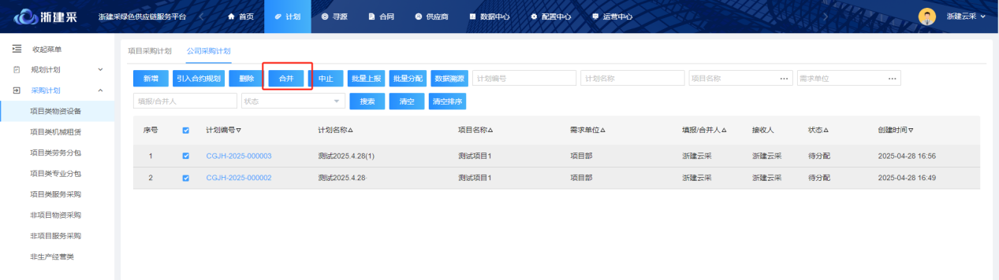 浙建采 浙建采绿色供应链服务平台 首页 计划 寻源 合同 供应商 数据中心 配置中心 运营中心 浙建云采
收起菜单
规划计划
采购计划
项目类物资设备
项目类机械租赁
项目类劳务分包
项目类专业分包
项目类服务采购
非项目物资采购
非项目服务采购
非生产经营类
项目采购计划 公司采购计划
新增 引入合约规划 删除 合并 中止 批量上报 批量分配 数据溯源 计划编号 计划名称 项目名称 ··· 需求单位 ···
填报/合并人 状态 搜索 清空 清空排序
序号 计划编号 计划名称 项目名称 需求单位 填报/合并人 接收人 状态 创建时间
1 CGJH-2025-000003 测试2025.4.28(1) 测试项目1 项目部 浙建云采 浙建云采 待分配 2025-04-28 16:56
2 CGJH-2025-000002 测试2025.4.28· 测试项目1 项目部 浙建云采 浙建云采 待分配 2025-04-28 16:49